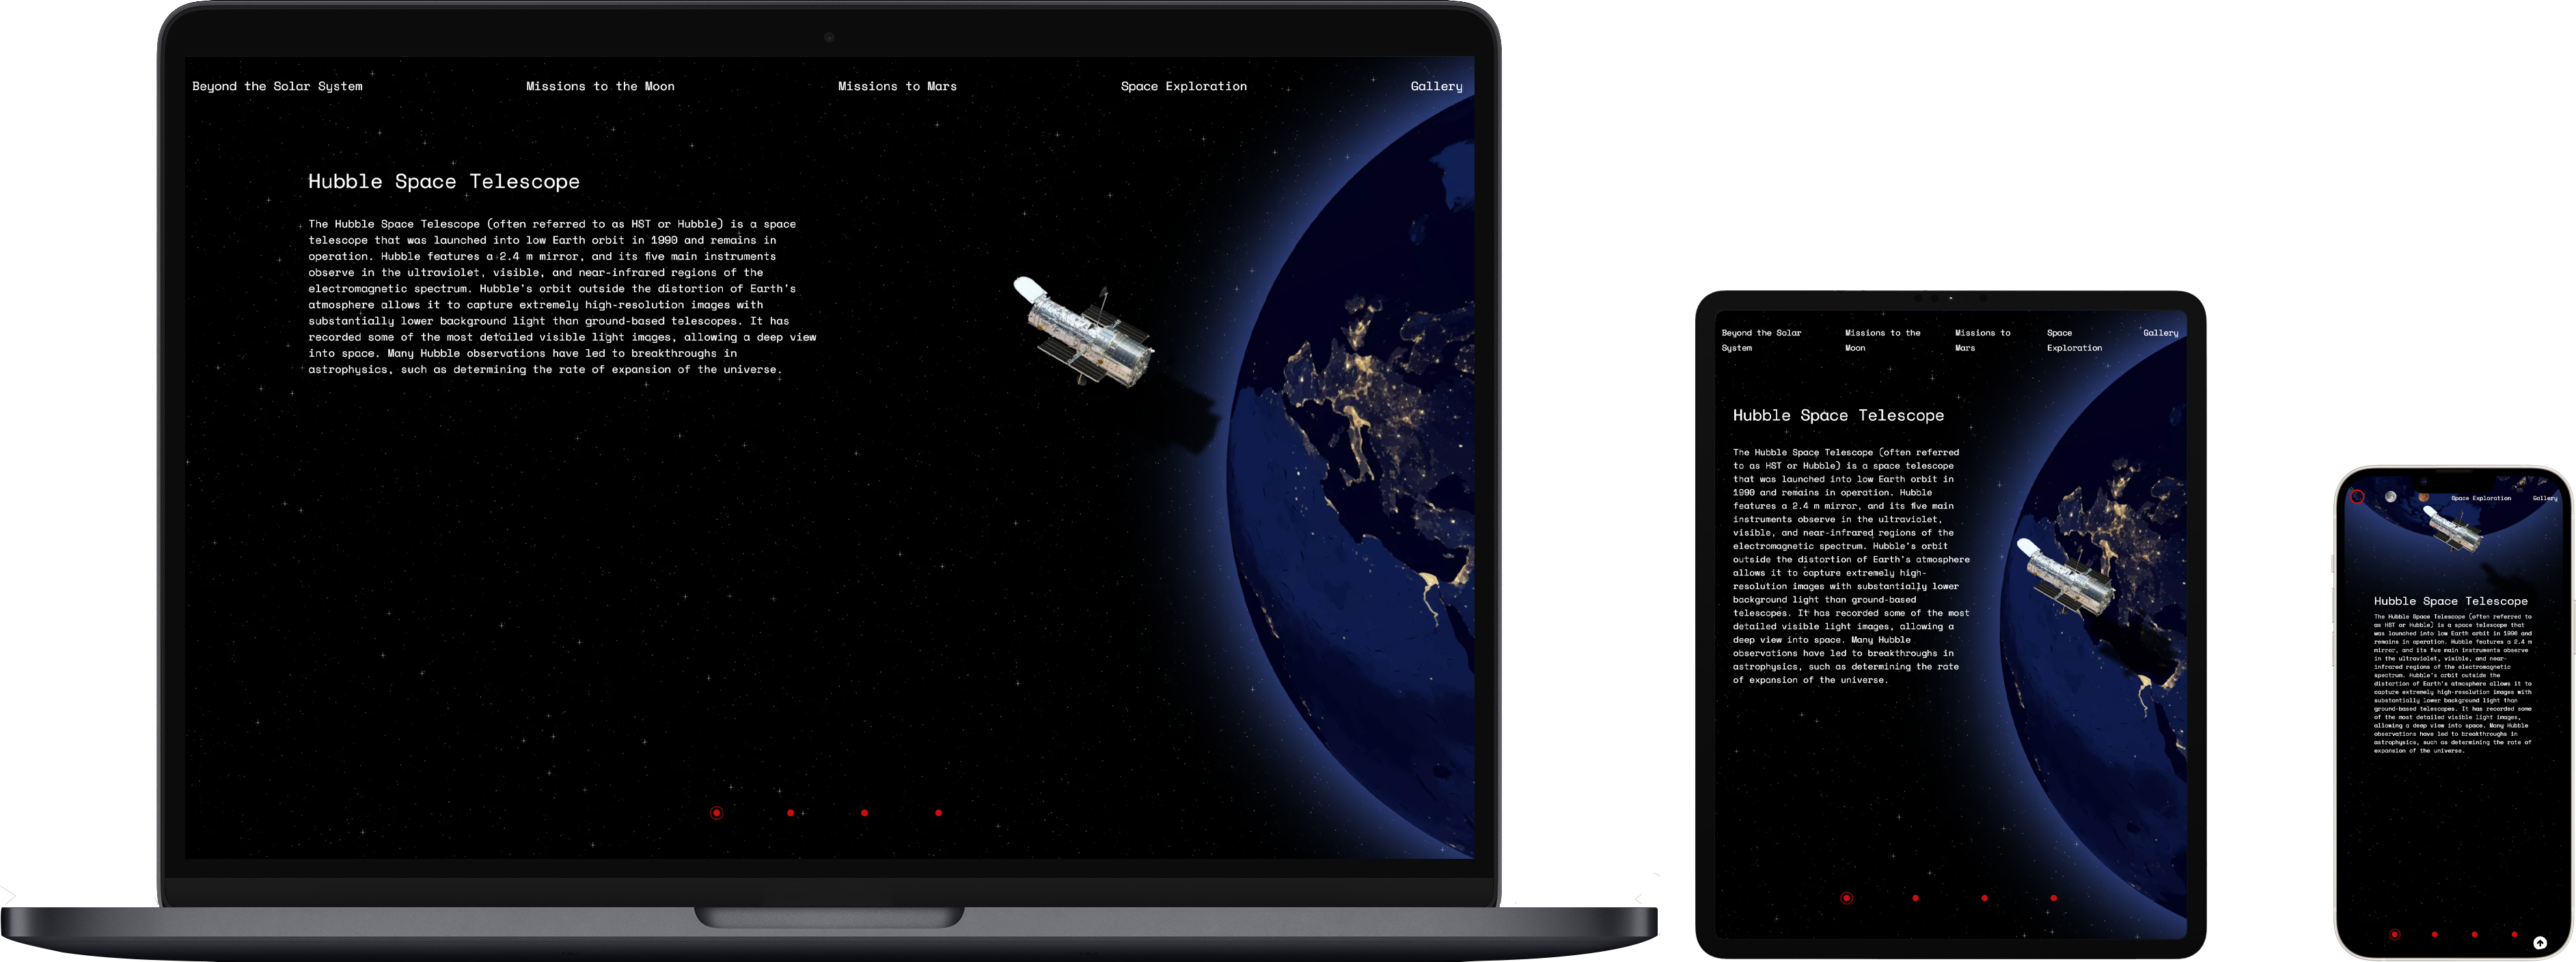 Beyond the Solar System
Missions to the Moon
Missions to Mars
Space Exploration
Gallery
Hubble Space Telescope
The Hubble Space Telescope (often referred to as HST or Hubble) is a space
telescope that was launched into low Earth orbit in 1990 and remains in
operation. Hubble features a 2.4 m mirror, and its five main instruments
observe in the ultraviolet, visible, and near-infrared regions of the
electromagnetic spectrum. Hubble's orbit outside the distortion of Earth's
atmosphere allows it to capture extremely high-resolution images with
substantially lower background light than ground-based telescopes. It has
recorded some of the most detailed visible light images, allowing a deep view
into space. Many Hubble observations have led to breakthroughs in
astrophysics, such as determining the rate of expansion of the universe.
Beyond the Solar
System
Missions to the
Moon
Missions to
Mars
Space
Exploration
Gallery
Hubble Space Telescope
The Hubble Space Telescope (often referred
to as HST or Hubble) is a space telescope
that was launched into low Earth orbit in
1990 and remains in operation. Hubble
features a 2.4 m mirror, and its five main
instruments observe in the ultraviolet,
visible, and near-infrared regions of the
electromagnetic spectrum. Hubble's orbit
outside the distortion of Earth's atmosphere
allows it to capture extremely high-
resolution images with substantially lower
background light than ground-based
telescopes. It has recorded some of the most
detailed visible light images, allowing a
deep view into space. Many Hubble
observations have led to breakthroughs in
astrophysics, such as determining the rate
of expansion of the universe.
Space Exploration
Gallery
Hubble Space Telescope
The Hubble Space Telescope (often referred to
as HST or Hubble) is a space telescope that
was launched into low Earth orbit in 1990 and
remains in operation. Hubble features a 2.4 m
mirror, and its five main instruments observe
in the ultraviolet, visible, and near-
infrared regions of the electromagnetic
spectrum. Hubble's orbit outside the
distortion of Earth's atmosphere allows it to
capture extremely high-resolution images with
substantially lower background light than
ground-based telescopes. It has recorded some
of the most detailed visible light images,
allowing a deep view into space. Many Hubble
observations have led to breakthroughs in
astrophysics, such as determining the rate of
expansion of the universe.